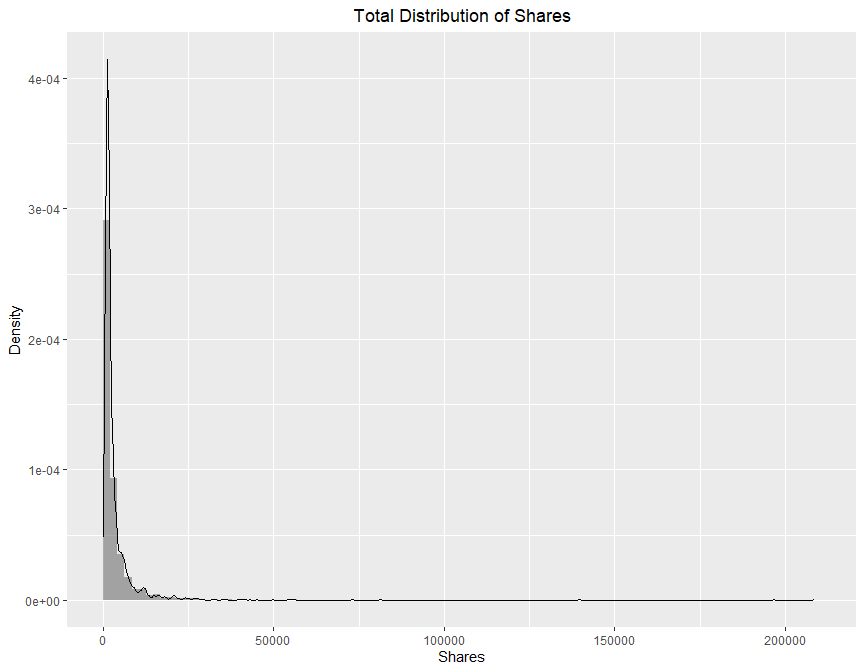 Total Distribution of Shares
Density
4e-04
3e-04
2e-04
1e-04
0e+00
0
50000
100000
150000
200000
Shares